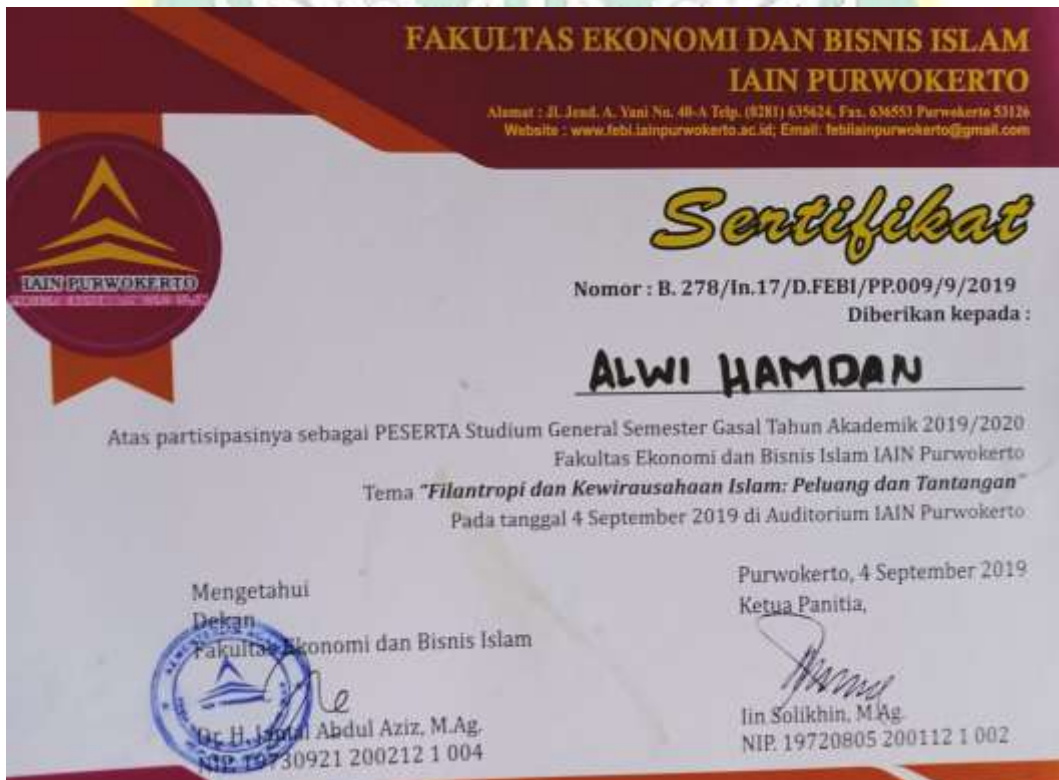 FAKULTAS EKONOMI DAN BISNIS ISLAM
IAIN PURWOKERTO
Alamat : Jl. Jend. A. Yani No. 40-A Telp. (0281) 635624, Fax. 636553 Purwokerto 53126
Website : www.febi.iainpurwokerto.ac.id; Email: febiiainpurwokerto@gmail.com
IAIN PURWOKERTO
Sertifikat
Nomor : B. 278/In.17/D.FEBI/PP.009/9/2019
Diberikan kepada :
ALWI HAMDAN
Atas partisipasinya sebagai PESERTA Studium General Semester Gasal Tahun Akademik 2019/2020
Fakultas Ekonomi dan Bisnis Islam IAIN Purwokerto
Tema "Filantropi dan Kewirausahaan Islam: Peluang dan Tantangan"
Pada tanggal 4 September 2019 di Auditorium IAIN Purwokerto
Mengetahui
Dekan
Fakultas Ekonomi dan Bisnis Islam
Dr. H. Jamal Abdul Aziz, M.Ag.
NIP. 19730921 200212 1 004
Purwokerto, 4 September 2019
Ketua Panitia,
Iin Solikhin, M.Ag.
NIP. 19720805 200112 1 002